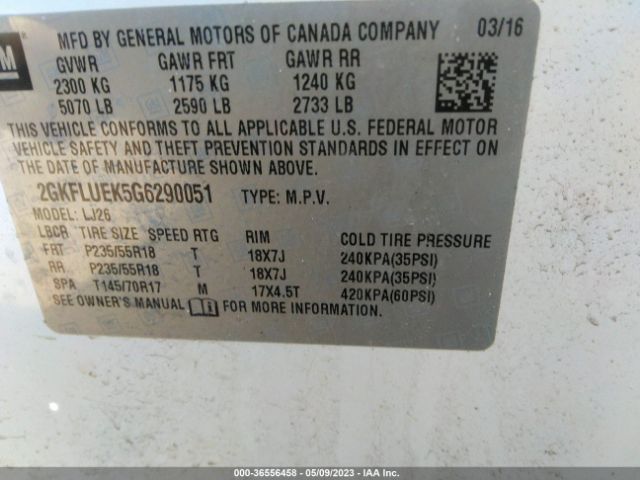 GM
MFD BY GENERAL MOTORS OF CANADA COMPANY 03/16
GVWR GAWR FRT GAWR RR
2300 KG 1175 KG 1240 KG
5070 LB 2590 LB 2733 LB
THIS VEHICLE CONFORMS TO ALL APPLICABLE U.S. FEDERAL MOTOR
VEHICLE SAFETY AND THEFT PREVENTION STANDARDS IN EFFECT ON
THE DATE OF MANUFACTURE SHOWN ABOVE.
2GKFLUEK5G6290051 TYPE: M.P.V.
MODEL: LJ26
LBCR TIRE SIZE SPEED RTG RIM COLD TIRE PRESSURE
FRT P235/55R18 T 18X7J 240KPA(35PSI)
RR P235/55R18 T 18X7J 240KPA(35PSI)
SPA T145/70R17 M 17X4.5T 420KPA(60PSI)
SEE OWNER'S MANUAL FOR MORE INFORMATION.
000-36556458 - 05/09/2023 - IAA Inc.